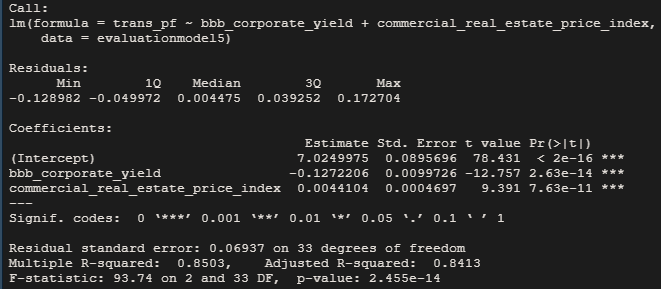 Call:
lm(formula = trans_pf ~ bbb_corporate_yield + commercial_real_estate_price_index,
    data = evaluationmodel5)

Residuals:
      Min        1Q    Median        3Q       Max
-0.128982 -0.049972  0.004475  0.039252  0.172704

Coefficients:
                                     Estimate Std. Error t value Pr(>|t|)
(Intercept)                         7.0249975  0.0895696  78.431  < 2e-16 ***
bbb_corporate_yield                -0.1272206  0.0099726 -12.757 2.63e-14 ***
commercial_real_estate_price_index  0.0044104  0.0004697   9.391 7.63e-11 ***
---
Signif. codes:  0 ‘***’ 0.001 ‘**’ 0.01 ‘*’ 0.05 ‘.’ 0.1 ‘ ’ 1

Residual standard error: 0.06937 on 33 degrees of freedom
Multiple R-squared:  0.8503,    Adjusted R-squared:  0.8413
F-statistic: 93.74 on 2 and 33 DF,  p-value: 2.455e-14